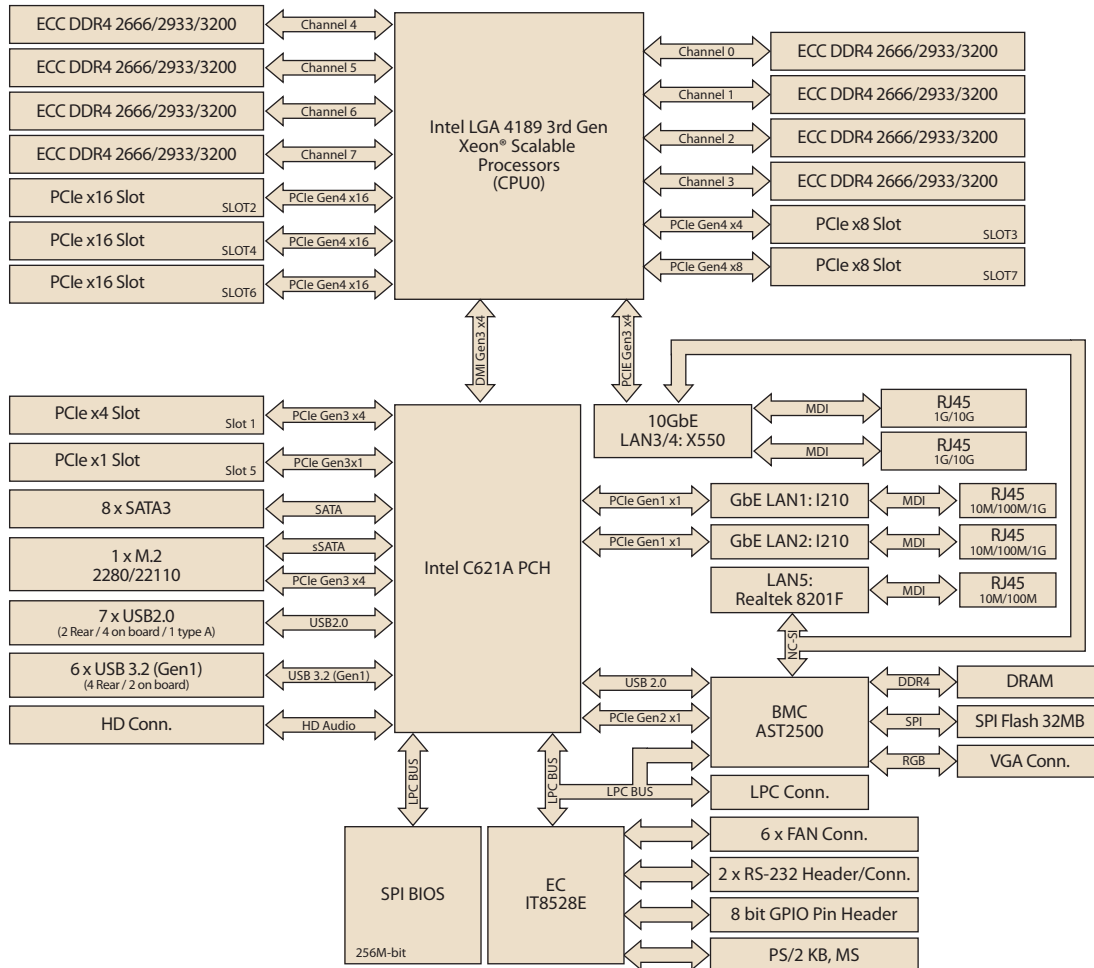 ECC DDR4 2666/2933/3200
Channel 4
ECC DDR4 2666/2933/3200
Channel 5
ECC DDR4 2666/2933/3200
Channel 6
ECC DDR4 2666/2933/3200
Channel 7
PCIe x16 Slot
SLOT2
PCIe Gen4 x16
PCIe x16 Slot
SLOT4
PCIe Gen4 x16
PCIe x16 Slot
SLOT6
PCIe Gen4 x16
Intel LGA 4189 3rd Gen
Xeon® Scalable
Processors
(CPU0)
Channel 0
ECC DDR4 2666/2933/3200
Channel 1
ECC DDR4 2666/2933/3200
Channel 2
ECC DDR4 2666/2933/3200
Channel 3
ECC DDR4 2666/2933/3200
PCIe Gen4 x4
PCIe x8 Slot
SLOT3
PCIe Gen4 x8
PCIe x8 Slot
SLOT7
DMI Gen3 x4
PCIE Gen3 x4
PCIe x4 Slot
Slot 1
PCIe Gen3 x4
PCIe x1 Slot
Slot 5
PCIe Gen3x1
8 x SATA3
SATA
1 x M.2
2280/22110
sSATA
PCIe Gen3 x4
7 x USB2.0
(2 Rear / 4 on board / 1 type A)
USB2.0
6 x USB 3.2 (Gen1)
(4 Rear / 2 on board)
USB 3.2 (Gen1)
HD Conn.
HD Audio
Intel C621A PCH
10GbE
LAN3/4: X550
MDI
RJ45
1G/10G
MDI
RJ45
1G/10G
PCIe Gen1 x1
GbE LAN1: I210
MDI
RJ45
10M/100M/1G
PCIe Gen1 x1
GbE LAN2: I210
MDI
RJ45
10M/100M/1G
LAN5:
Realtek 8201F
MDI
RJ45
10M/100M
NC-SI
USB 2.0
PCIe Gen2 x1
BMC
AST2500
DDR4
DRAM
SPI
SPI Flash 32MB
RGB
VGA Conn.
LPC BUS
LPC BUS
LPC BUS
LPC Conn.
SPI BIOS
256M-bit
EC
IT8528E
6 x FAN Conn.
2 x RS-232 Header/Conn.
8 bit GPIO Pin Header
PS/2 KB, MS